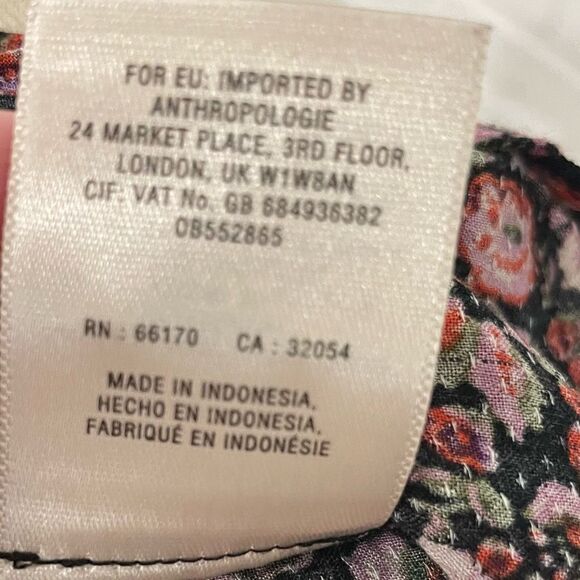 FOR EU: IMPORTED BY
ANTHROPOLOGIE
24 MARKET PLACE, 3RD FLOOR,
LONDON, UK W1W8AN
CIF: VAT No. GB 684936382
OB552865
RN : 66170 CA : 32054
MADE IN INDONESIA,
HECHO EN INDONESIA,
FABRIQUÉ EN INDONÉSIE